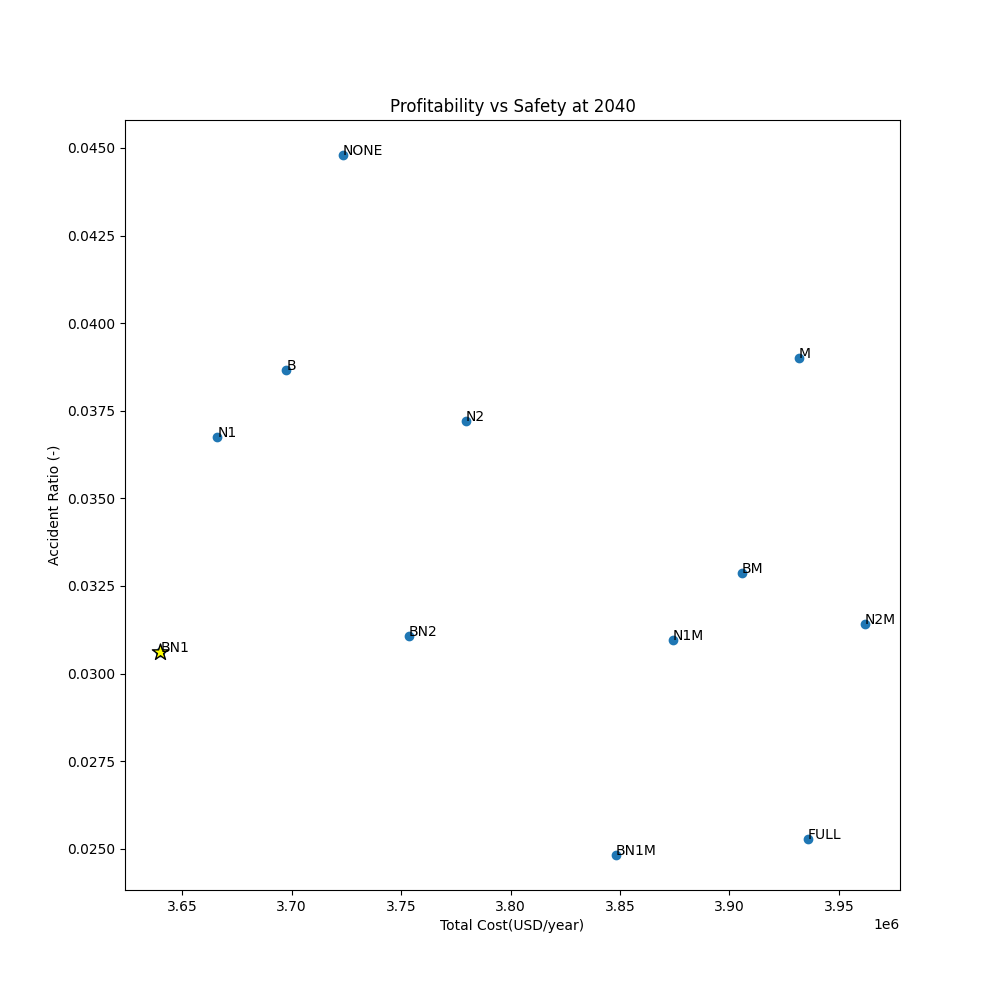 Profitability vs Safety at 2040
0.0450
0.0425
0.0400
0.0375
0.0350
0.0325
0.0300
0.0275
0.0250
Accident Ratio (-)
NONE
M
B
N2
N1
BM
N2M
BN2
N1M
BN1
FULL
BN1M
3.65
3.70
3.75
3.80
3.85
3.90
3.95
1e6
Total Cost(USD/year)